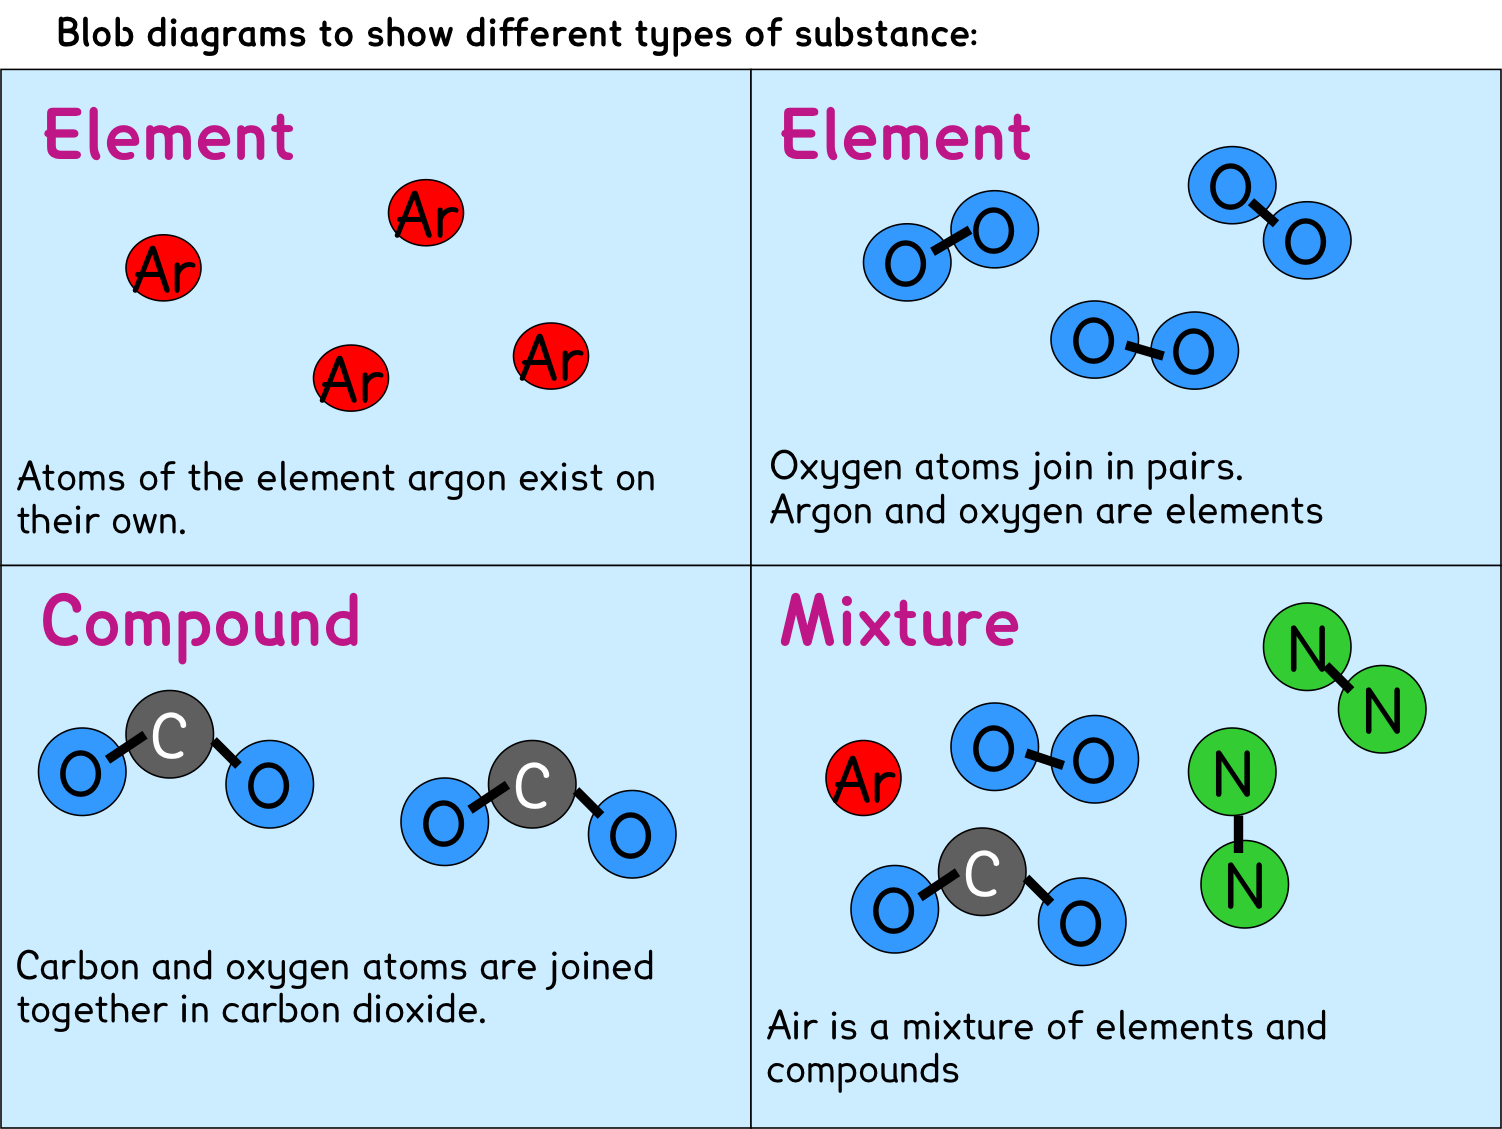 Blob diagrams to show different types of substance:
Element
Ar
Ar
Ar
Ar
Atoms of the element argon exist on
their own.
Element
O
O
O
O
O
O
Oxygen atoms join in pairs.
Argon and oxygen are elements
Compound
O
C
O
O
C
O
Carbon and oxygen atoms are joined
together in carbon dioxide.
Mixture
N
N
Ar
O
O
N
N
O
C
O
Air is a mixture of elements and
compounds